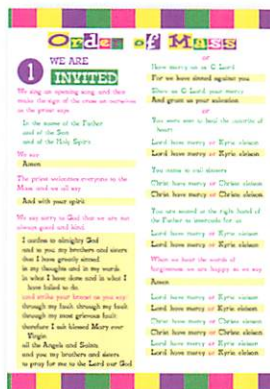 Order of Mass
1
WE ARE
INVITED
We sing an opening song, and then
make the sign of the cross on ourselves
as the priest says:
In the name of the Father
and of the Son
and of the Holy Spirit.
We say
Amen
The priest welcomes everyone to the
Mass and we all say
And with your spirit
We say sorry to God that we are not
always good and kind
I confess to almighty God
and to you my brothers and sisters
that I have greatly sinned
in my thoughts and in my words
in what I have done and in what I
have failed to do
and strike your breast as you say:
through my fault through my fault
through my most grievous fault
therefore I ask blessed Mary ever
Virgin
all the Angels and Saints
and you my brothers and sisters
to pray for me to the Lord our God
or
Have mercy on us O Lord
For we have sinned against you
Show us O Lord your mercy
And grant us your salvation
or
You were sent to heal the contrite of
heart
Lord have mercy or Kyrie eleison
Lord have mercy or Kyrie eleison
You came to call sinners
Christ have mercy or Christe eleison
Christ have mercy or Christe eleison
You are seated at the right hand of
the Father to intercede for us
Lord have mercy or Kyrie eleison
Lord have mercy or Kyrie eleison
When we hear the words of
forgiveness we are happy so we say
Amen
Lord have mercy or Kyrie eleison
Lord have mercy or Kyrie eleison
Christ have mercy or Christe eleison
Christ have mercy or Christe eleison
Lord have mercy or Kyrie eleison
Lord have mercy or Kyrie eleison